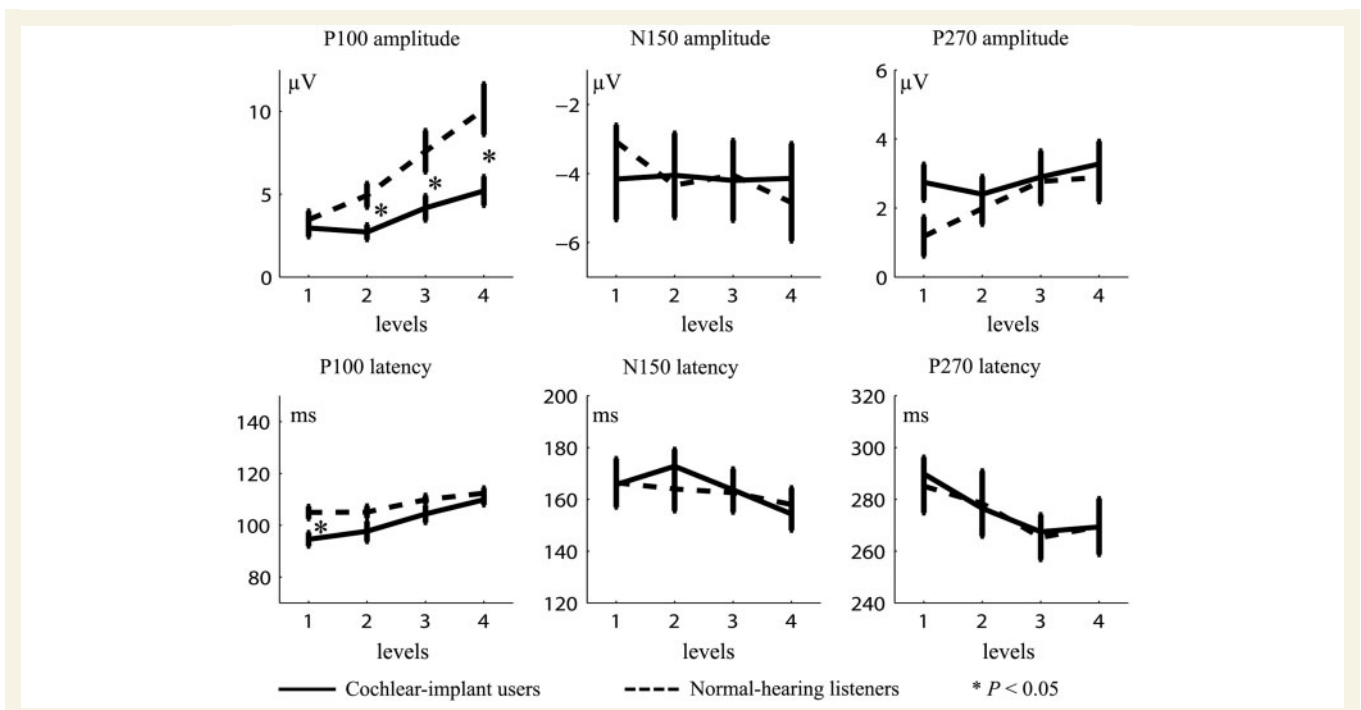 P100 amplitude
N150 amplitude
P270 amplitude
μV
10
5
0
*
*
*
1 2 3 4
levels
μV
−2
−4
−6
1 2 3 4
levels
6
μV
4
2
0
1 2 3 4
levels
P100 latency
N150 latency
P270 latency
140
ms
120
100
80
*
1 2 3 4
levels
200
ms
180
160
140
120
1 2 3 4
levels
320
ms
300
280
260
240
1 2 3 4
levels
Cochlear-implant users Normal-hearing listeners * P < 0.05